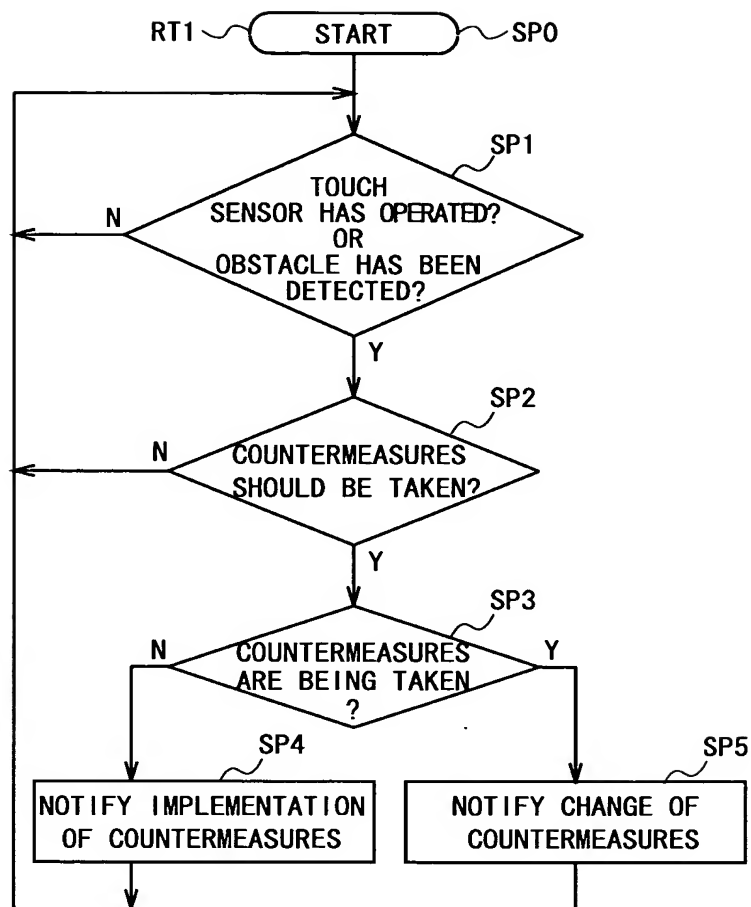 RT1 START SP0
SP1
TOUCH
SENSOR HAS OPERATED?
OR
OBSTACLE HAS BEEN
DETECTED?
N
Y
SP2
N
COUNTERMEASURES
SHOULD BE TAKEN?
Y
SP3
N
Y
COUNTERMEASURES
ARE BEING TAKEN
?
SP4
NOTIFY IMPLEMENTATION
OF COUNTERMEASURES
SP5
NOTIFY CHANGE OF
COUNTERMEASURES